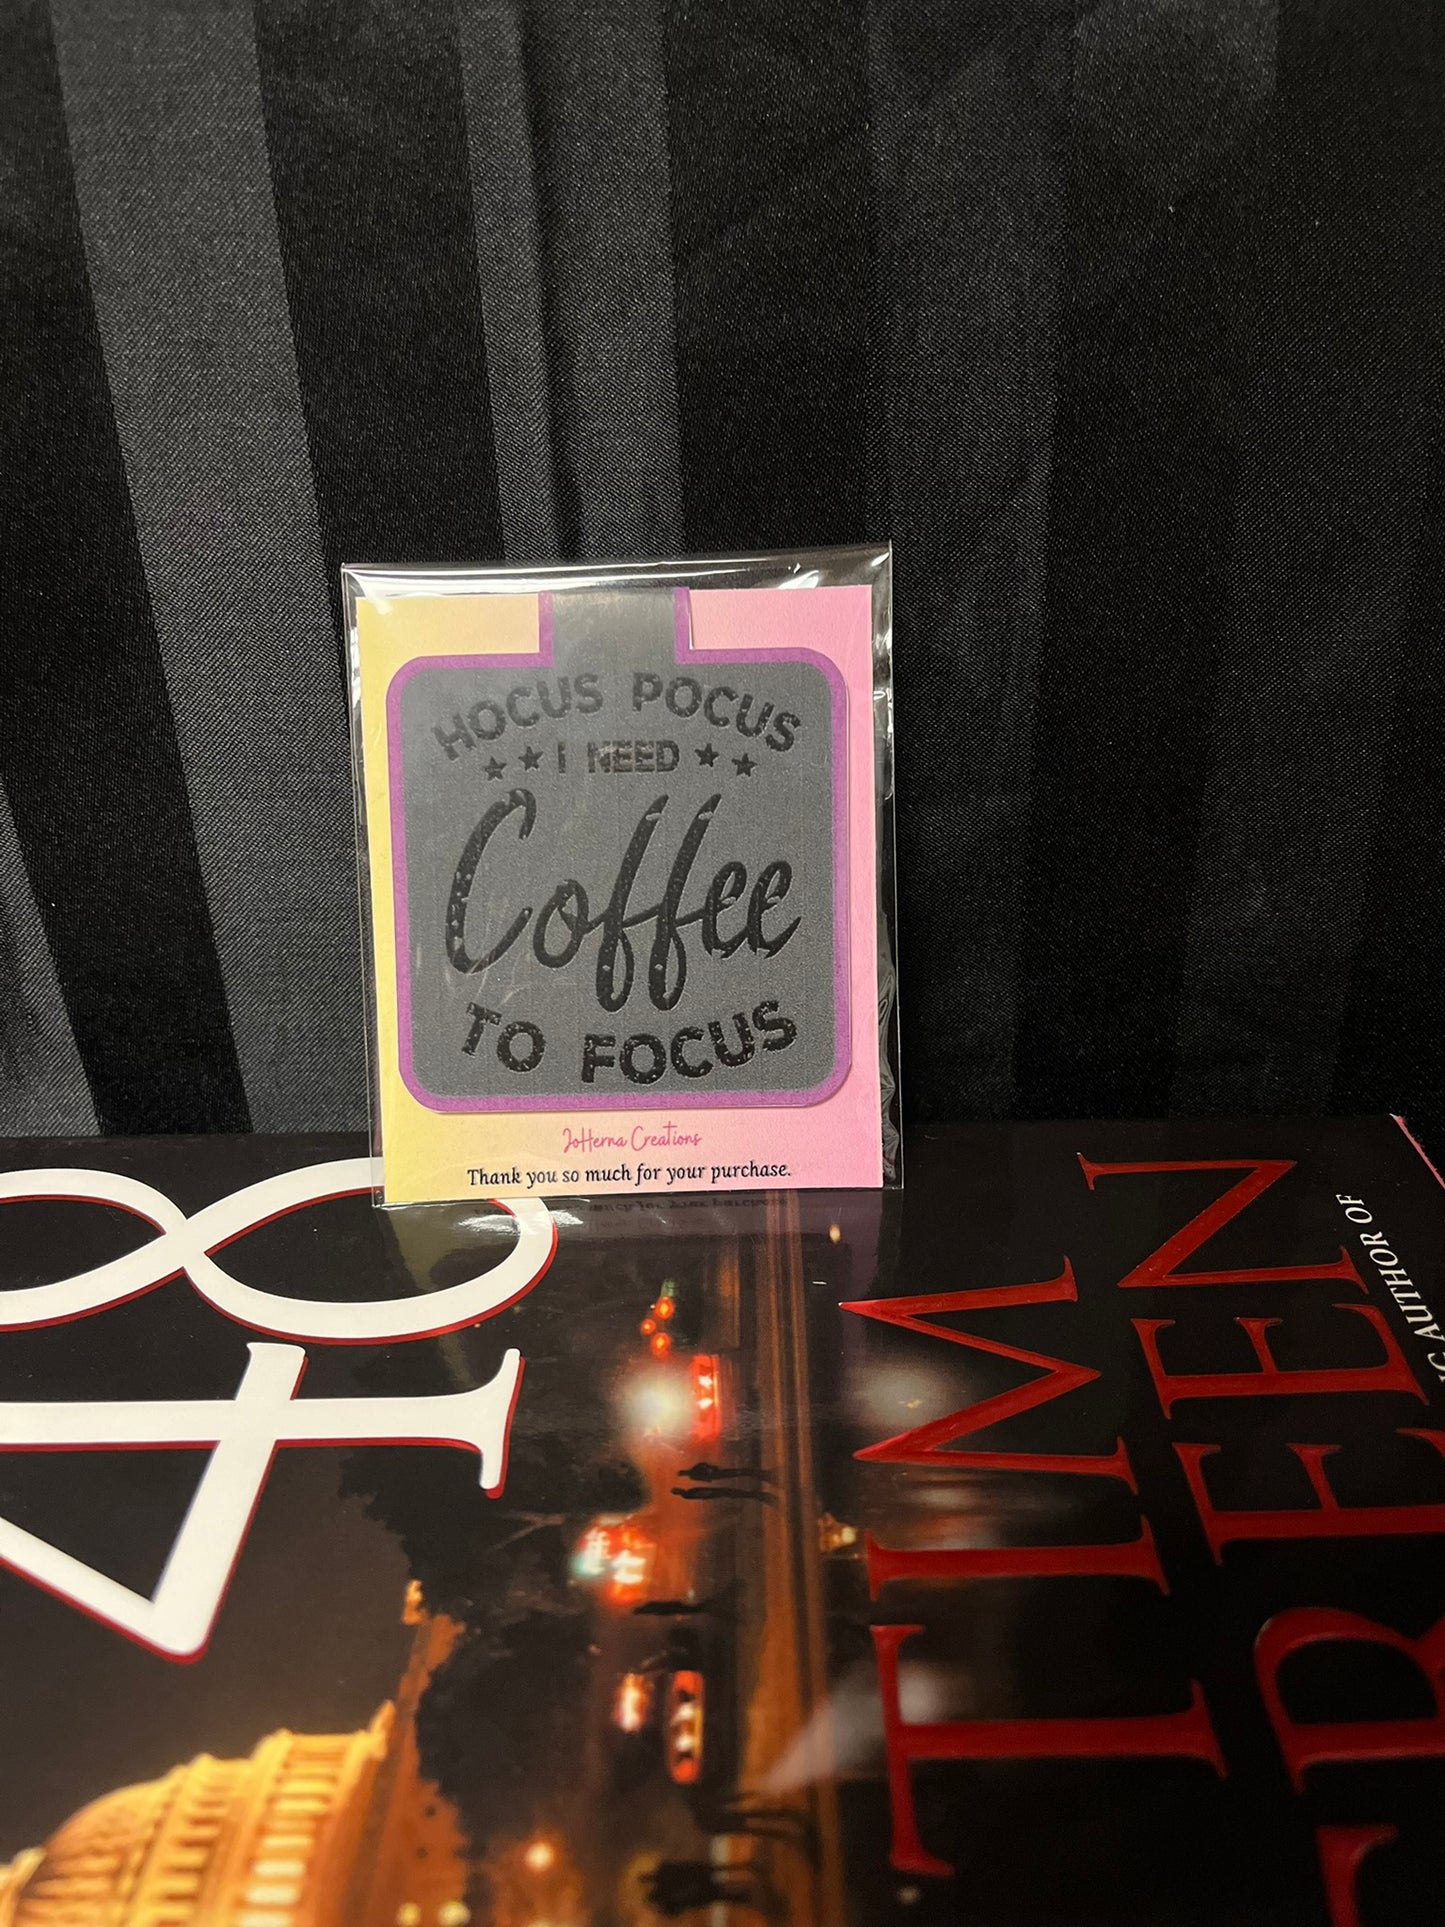 HOCUS POCUS
I NEED
Coffee
TO FOCUS
JoHerna Creations
Thank you so much for your purchase.
48
TIM
GREEN
AUTHOR OF